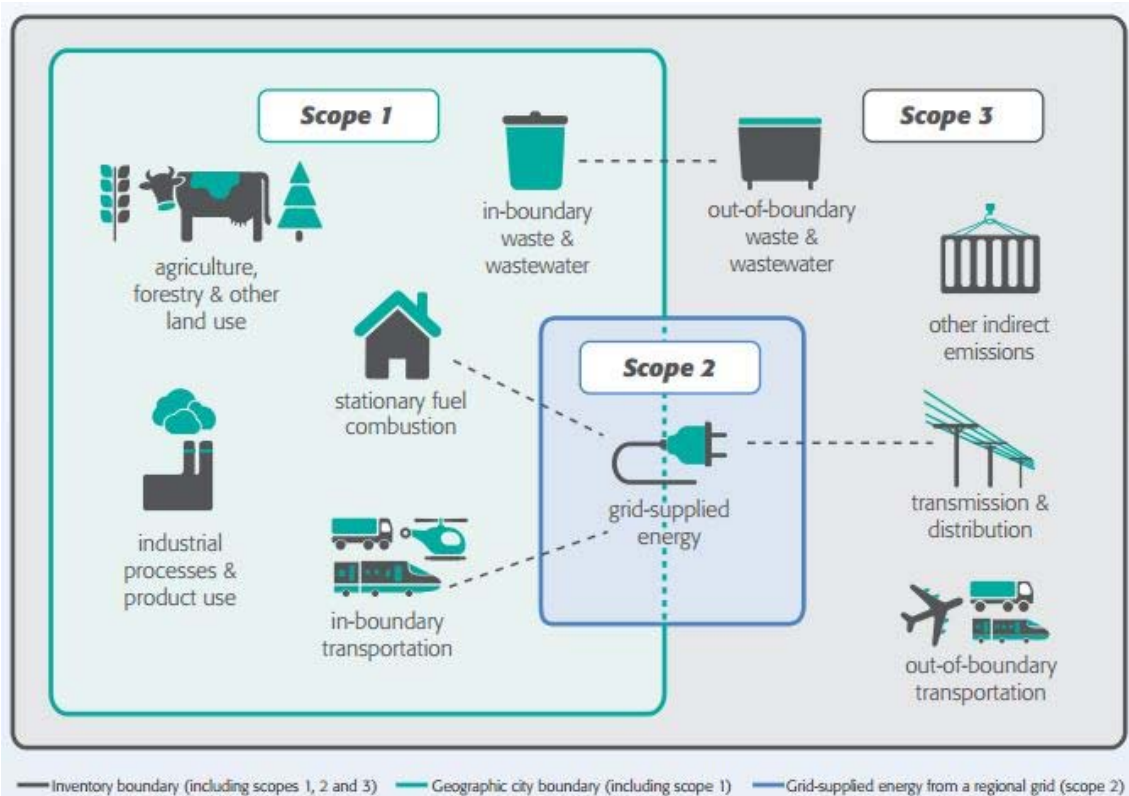 Scope 1
Scope 3
in-boundary
waste &
wastewater
out-of-boundary
waste &
wastewater
agriculture,
forestry & other
land use
other indirect
emissions
Scope 2
stationary fuel
combustion
grid-supplied
energy
transmission &
distribution
industrial
processes &
product use
in-boundary
transportation
out-of-boundary
transportation
Inventory boundary (including scopes 1, 2 and 3)
Geographic city boundary (including scope 1)
Grid-supplied energy from a regional grid (scope 2)